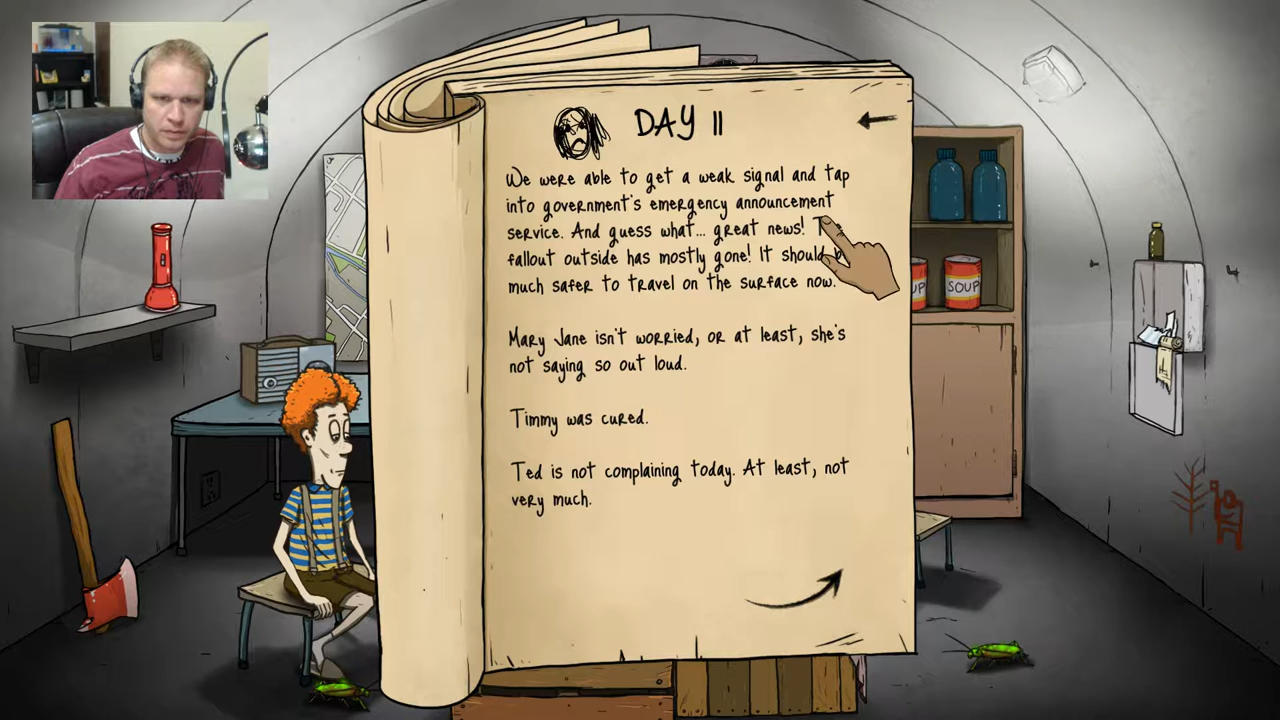 DAY 11
We were able to get a weak signal and tap
into government's emergency announcement
service. And guess what... great news!
fallout outside has mostly gone! It should
much safer to travel on the surface now.
Mary Jane isn't worried, or at least, she's
not saying so out loud.
Timmy was cured.
Ted is not complaining today. At least, not
very much.
SOUP